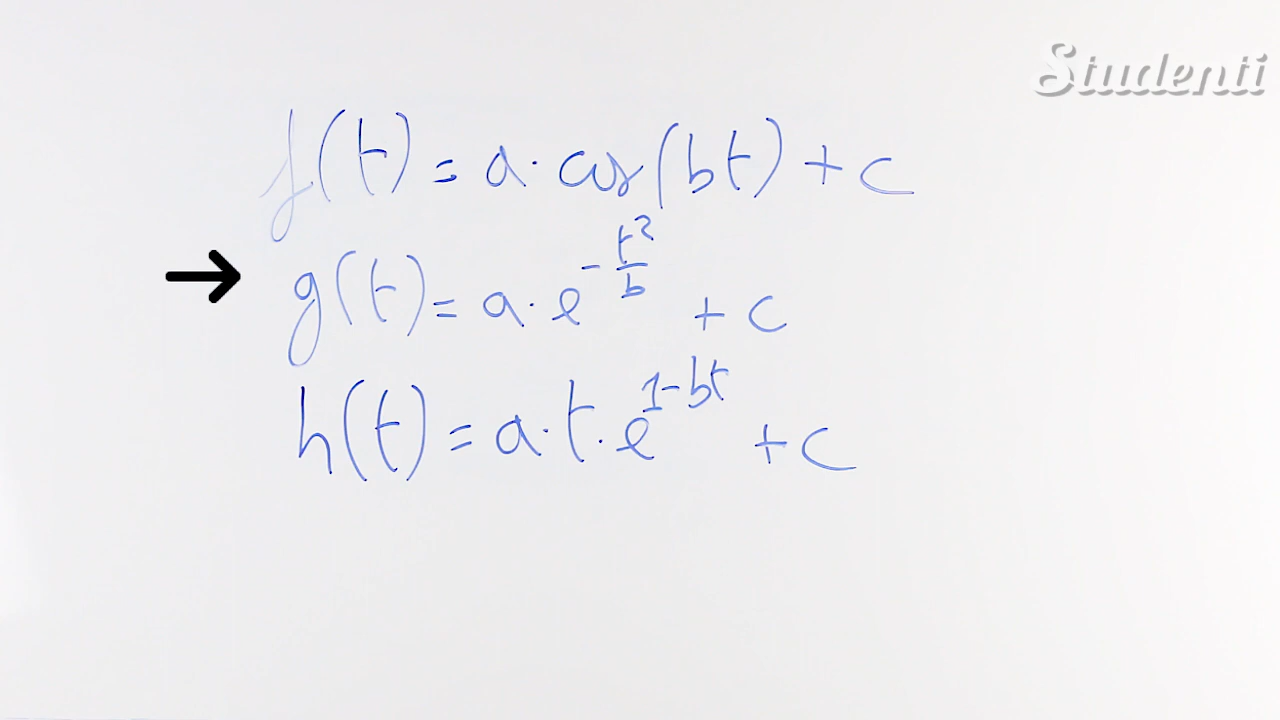 Studenti
f(t) = a · cos(bt) + c
g(t) = a · e^{-t²/b} + c
h(t) = a · t · e^{1-bt} + c